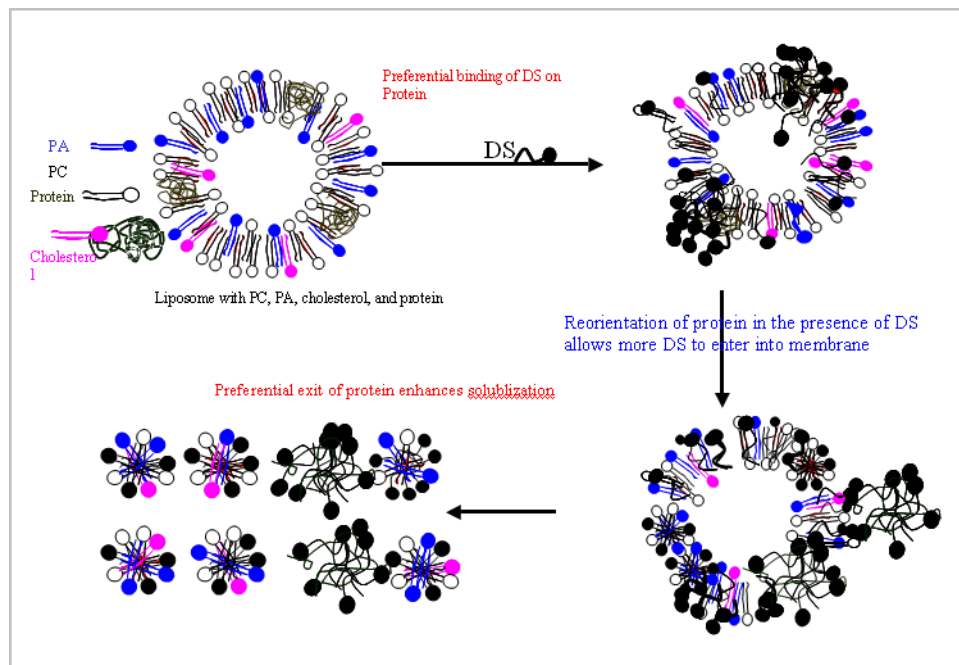 Preferential binding of DS on
Protein
DS
PA
PC
Protein
Cholestero
l
Liposome with PC, PA, cholesterol, and protein
Reorientation of protein in the presence of DS
allows more DS to enter into membrane
Preferential exit of protein enhances solublization